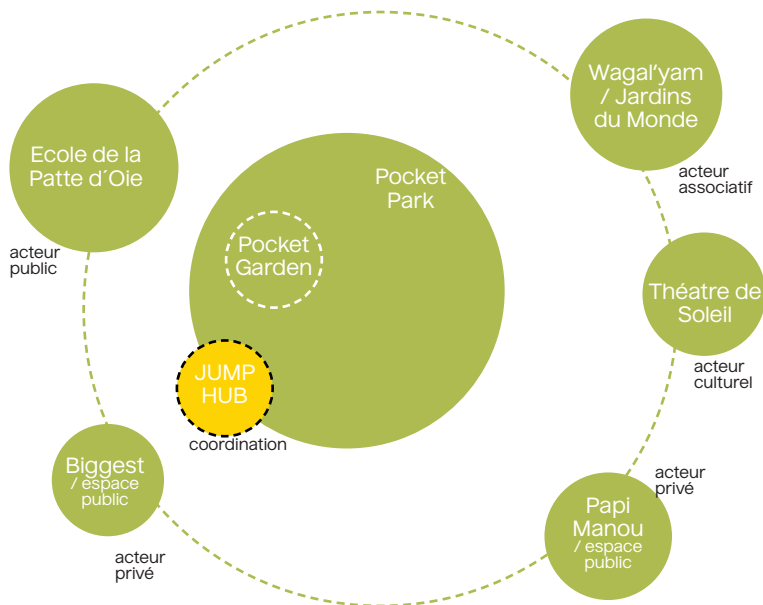 Wagal'yam
/ Jardins
du Monde
acteur
associatif
Ecole de la
Patte d´Oie
acteur
public
Pocket
Park
Pocket
Garden
Théatre de
Soleil
acteur
culturel
JUMP
HUB
coordination
Biggest
/ espace
public
acteur
privé
acteur
privé
Papi
Manou
/ espace
public